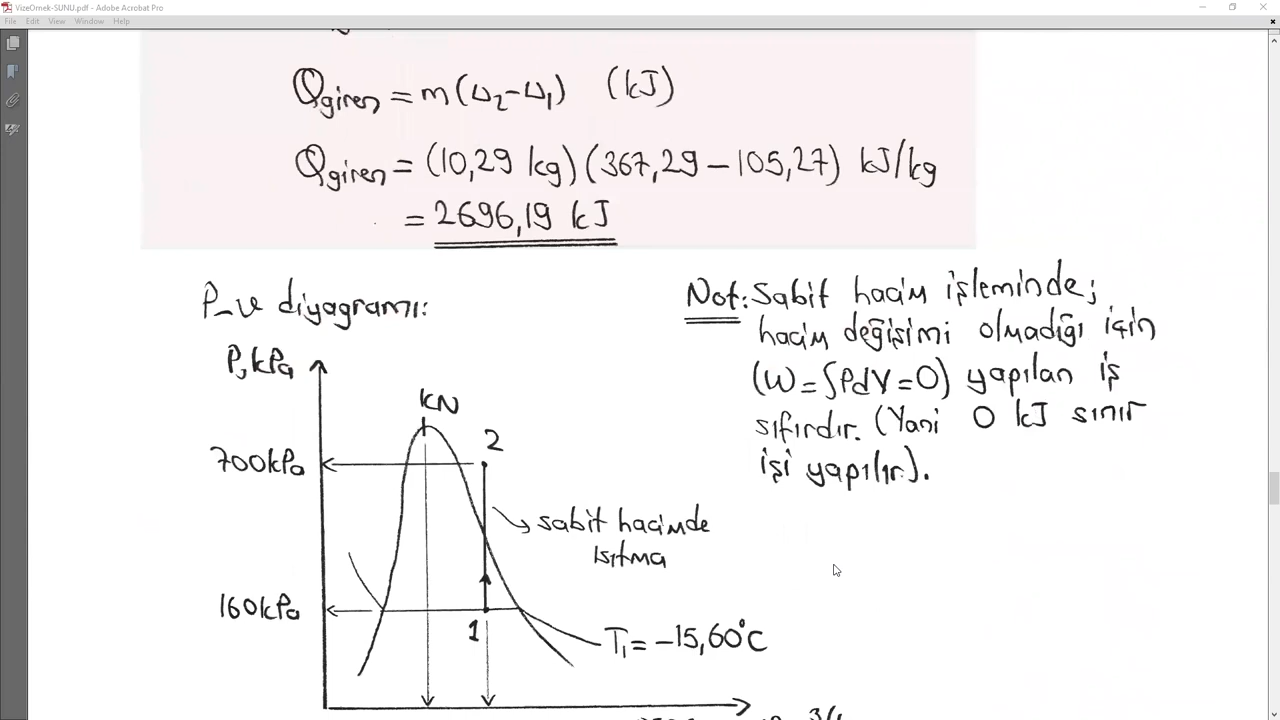 VizeOrnek-SUNU.pdf - Adobe Acrobat Pro
File Edit View Window Help
Qgiren = m(u₂-u₁) (kJ)
Qgiren = (10,29 kg)(367,29 - 105,27) kJ/kg
= 2696,19 kJ
P-v diyagramı:
Not: Sabit hacim işleminde;
hacim değişimi olmadığı için
(W = ∫PdV = 0) yapılan iş
sıfırdır. (Yani 0 kJ sınır
işi yapılır).
P, kPa
KN
2
700kPa
sabit hacimde
ısıtma
160kPa
1
T₁ = -15,60°C